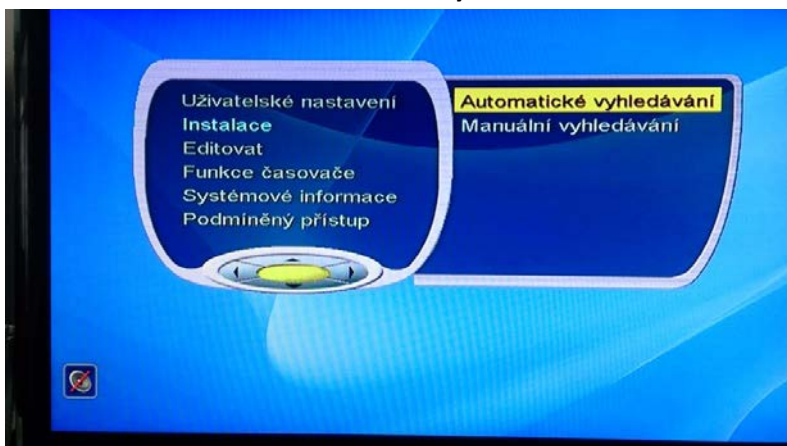 Uživatelské nastavení
Instalace
Editovat
Funkce časovače
Systémové informace
Podmíněný přístup
Automatické vyhledávání
Manuální vyhledávání